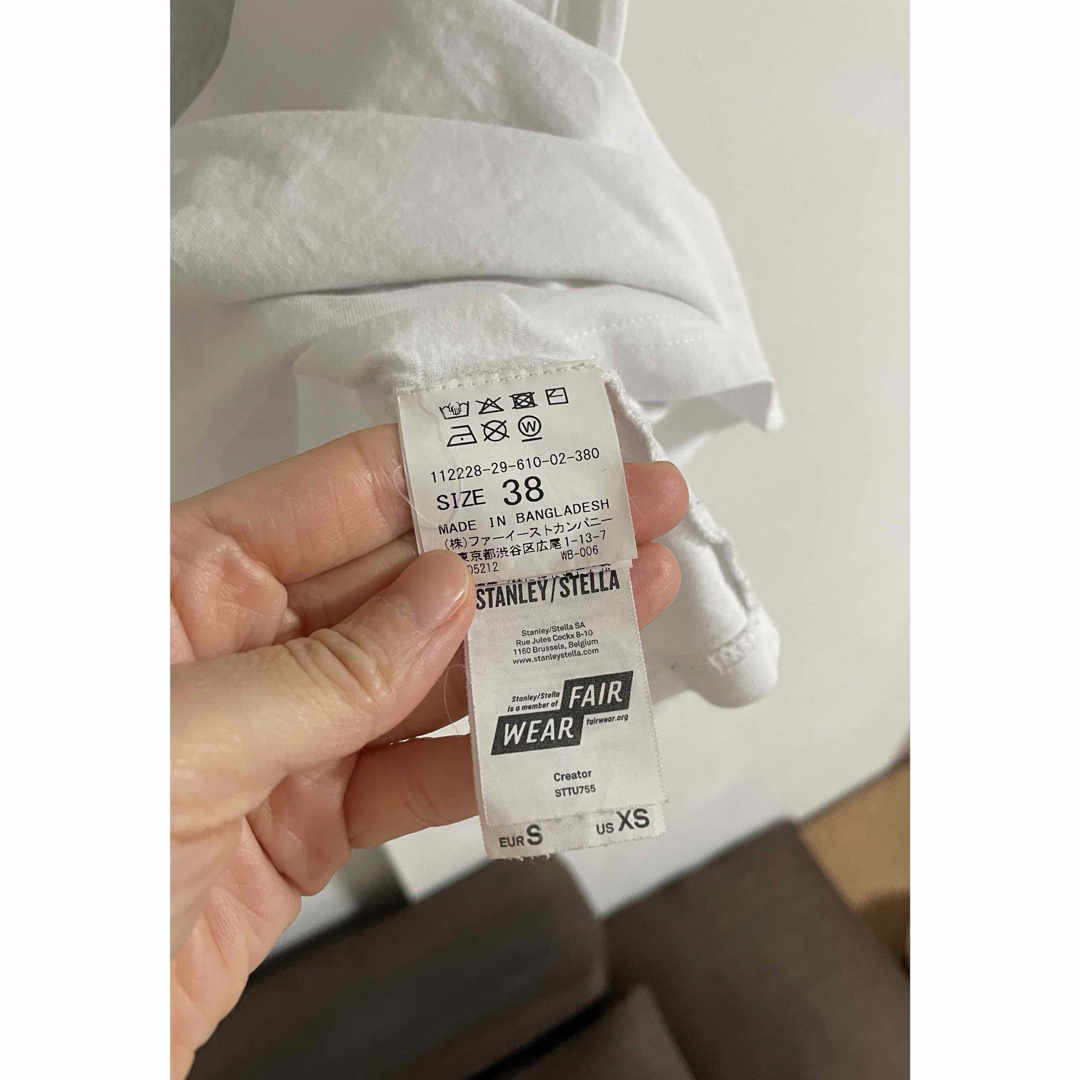 W
112228-29-610-02-380
SIZE 38
MADE IN BANGLADESH
(株)ファーイーストカンパニー
東京都渋谷区広尾1-13-7
05212 WB-006
STANLEY/STELLA
Stanley/Stella SA
Rue Jules Cockx 8-10
1160 Brussels, Belgium
www.stanleystella.com
Stanley/Stella
is a member of
FAIR
WEAR
fairwear.org
Creator
STTU755
EUR S US XS